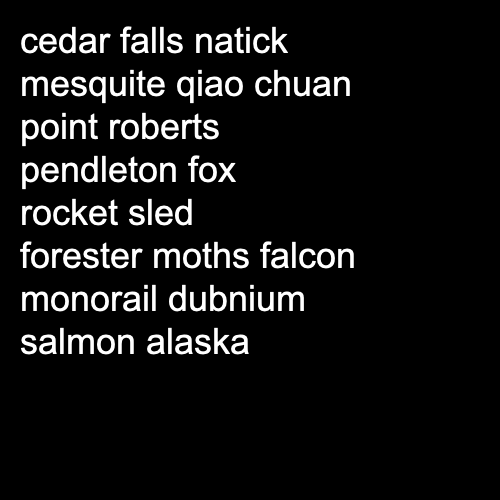 cedar falls natick
mesquite qiao chuan
point roberts
pendleton fox
rocket sled
forester moths falcon
monorail dubnium
salmon alaska